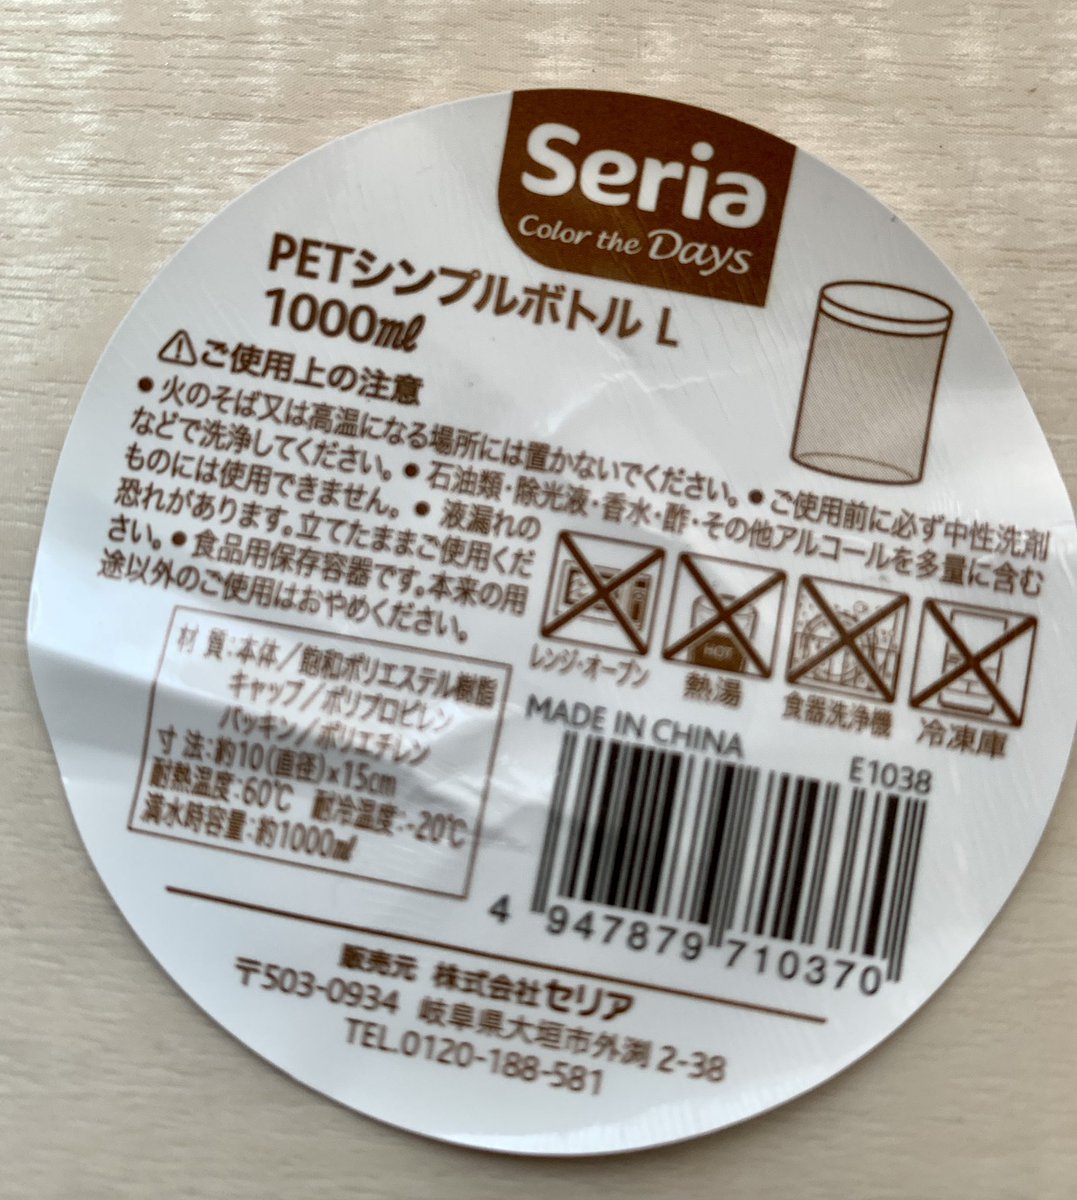 Seria
Color the Days
PETシンプルボトル L
1000㎖
⚠ご使用上の注意
● 火のそば又は高温になる場所には置かないでください。● ご使用前に必ず中性洗剤
などで洗浄してください。● 石油類・除光液・香水・酢・その他アルコールを多量に含む
ものには使用できません。● 液漏れの
恐れがあります。立てたままご使用くだ
さい。● 食品用保存容器です。本来の用
途以外のご使用はおやめください。
HOT
レンジ・オーブン
熱湯
食器洗浄機
冷凍庫
材 質:本体/飽和ポリエステル樹脂
キャップ/ポリプロピレン
パッキン/ポリエチレン
寸 法:約10(直径)x15㎝
耐熱温度:60℃ 耐冷温度:-20℃
満水時容量:約1000㎖
MADE IN CHINA
E1038
4 947879 710370
販売元 株式会社セリア
〒503-0934 岐阜県大垣市外渕 2-38
TEL.0120-188-581